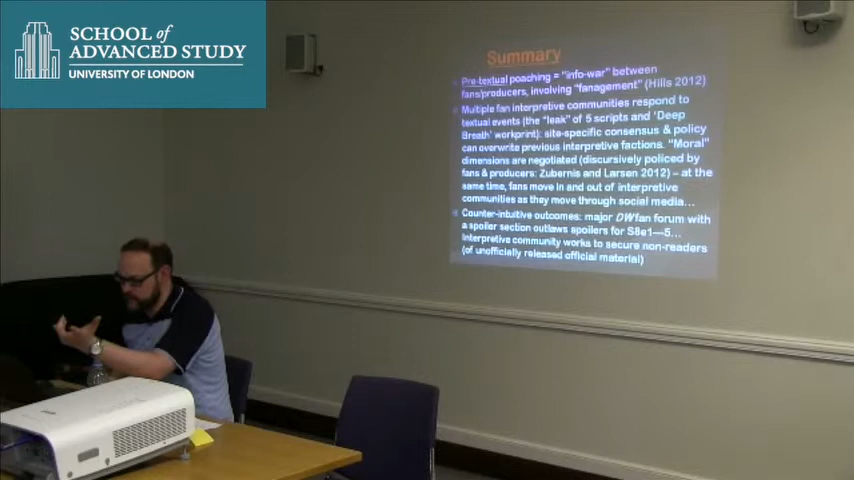 SCHOOL of
ADVANCED STUDY
UNIVERSITY OF LONDON
Summary
Pre-textual poaching = "info-war" between
fans/producers, involving "fanagement" (Hills 2012)
Multiple fan interpretive communities respond to
textual events (the "leak" of 5 scripts and 'Deep
Breath' workprint): site-specific consensus & policy
can overwrite previous interpretive factions. "Moral"
dimensions are negotiated (discursively policed by
fans & producers: Zubernis and Larsen 2012) – at the
same time, fans move in and out of interpretive
communities as they move through social media...
Counter-intuitive outcomes: major DW fan forum with
a spoiler section outlaws spoilers for S8e1—5...
Interpretive community works to secure non-readers
(of unofficially released official material)